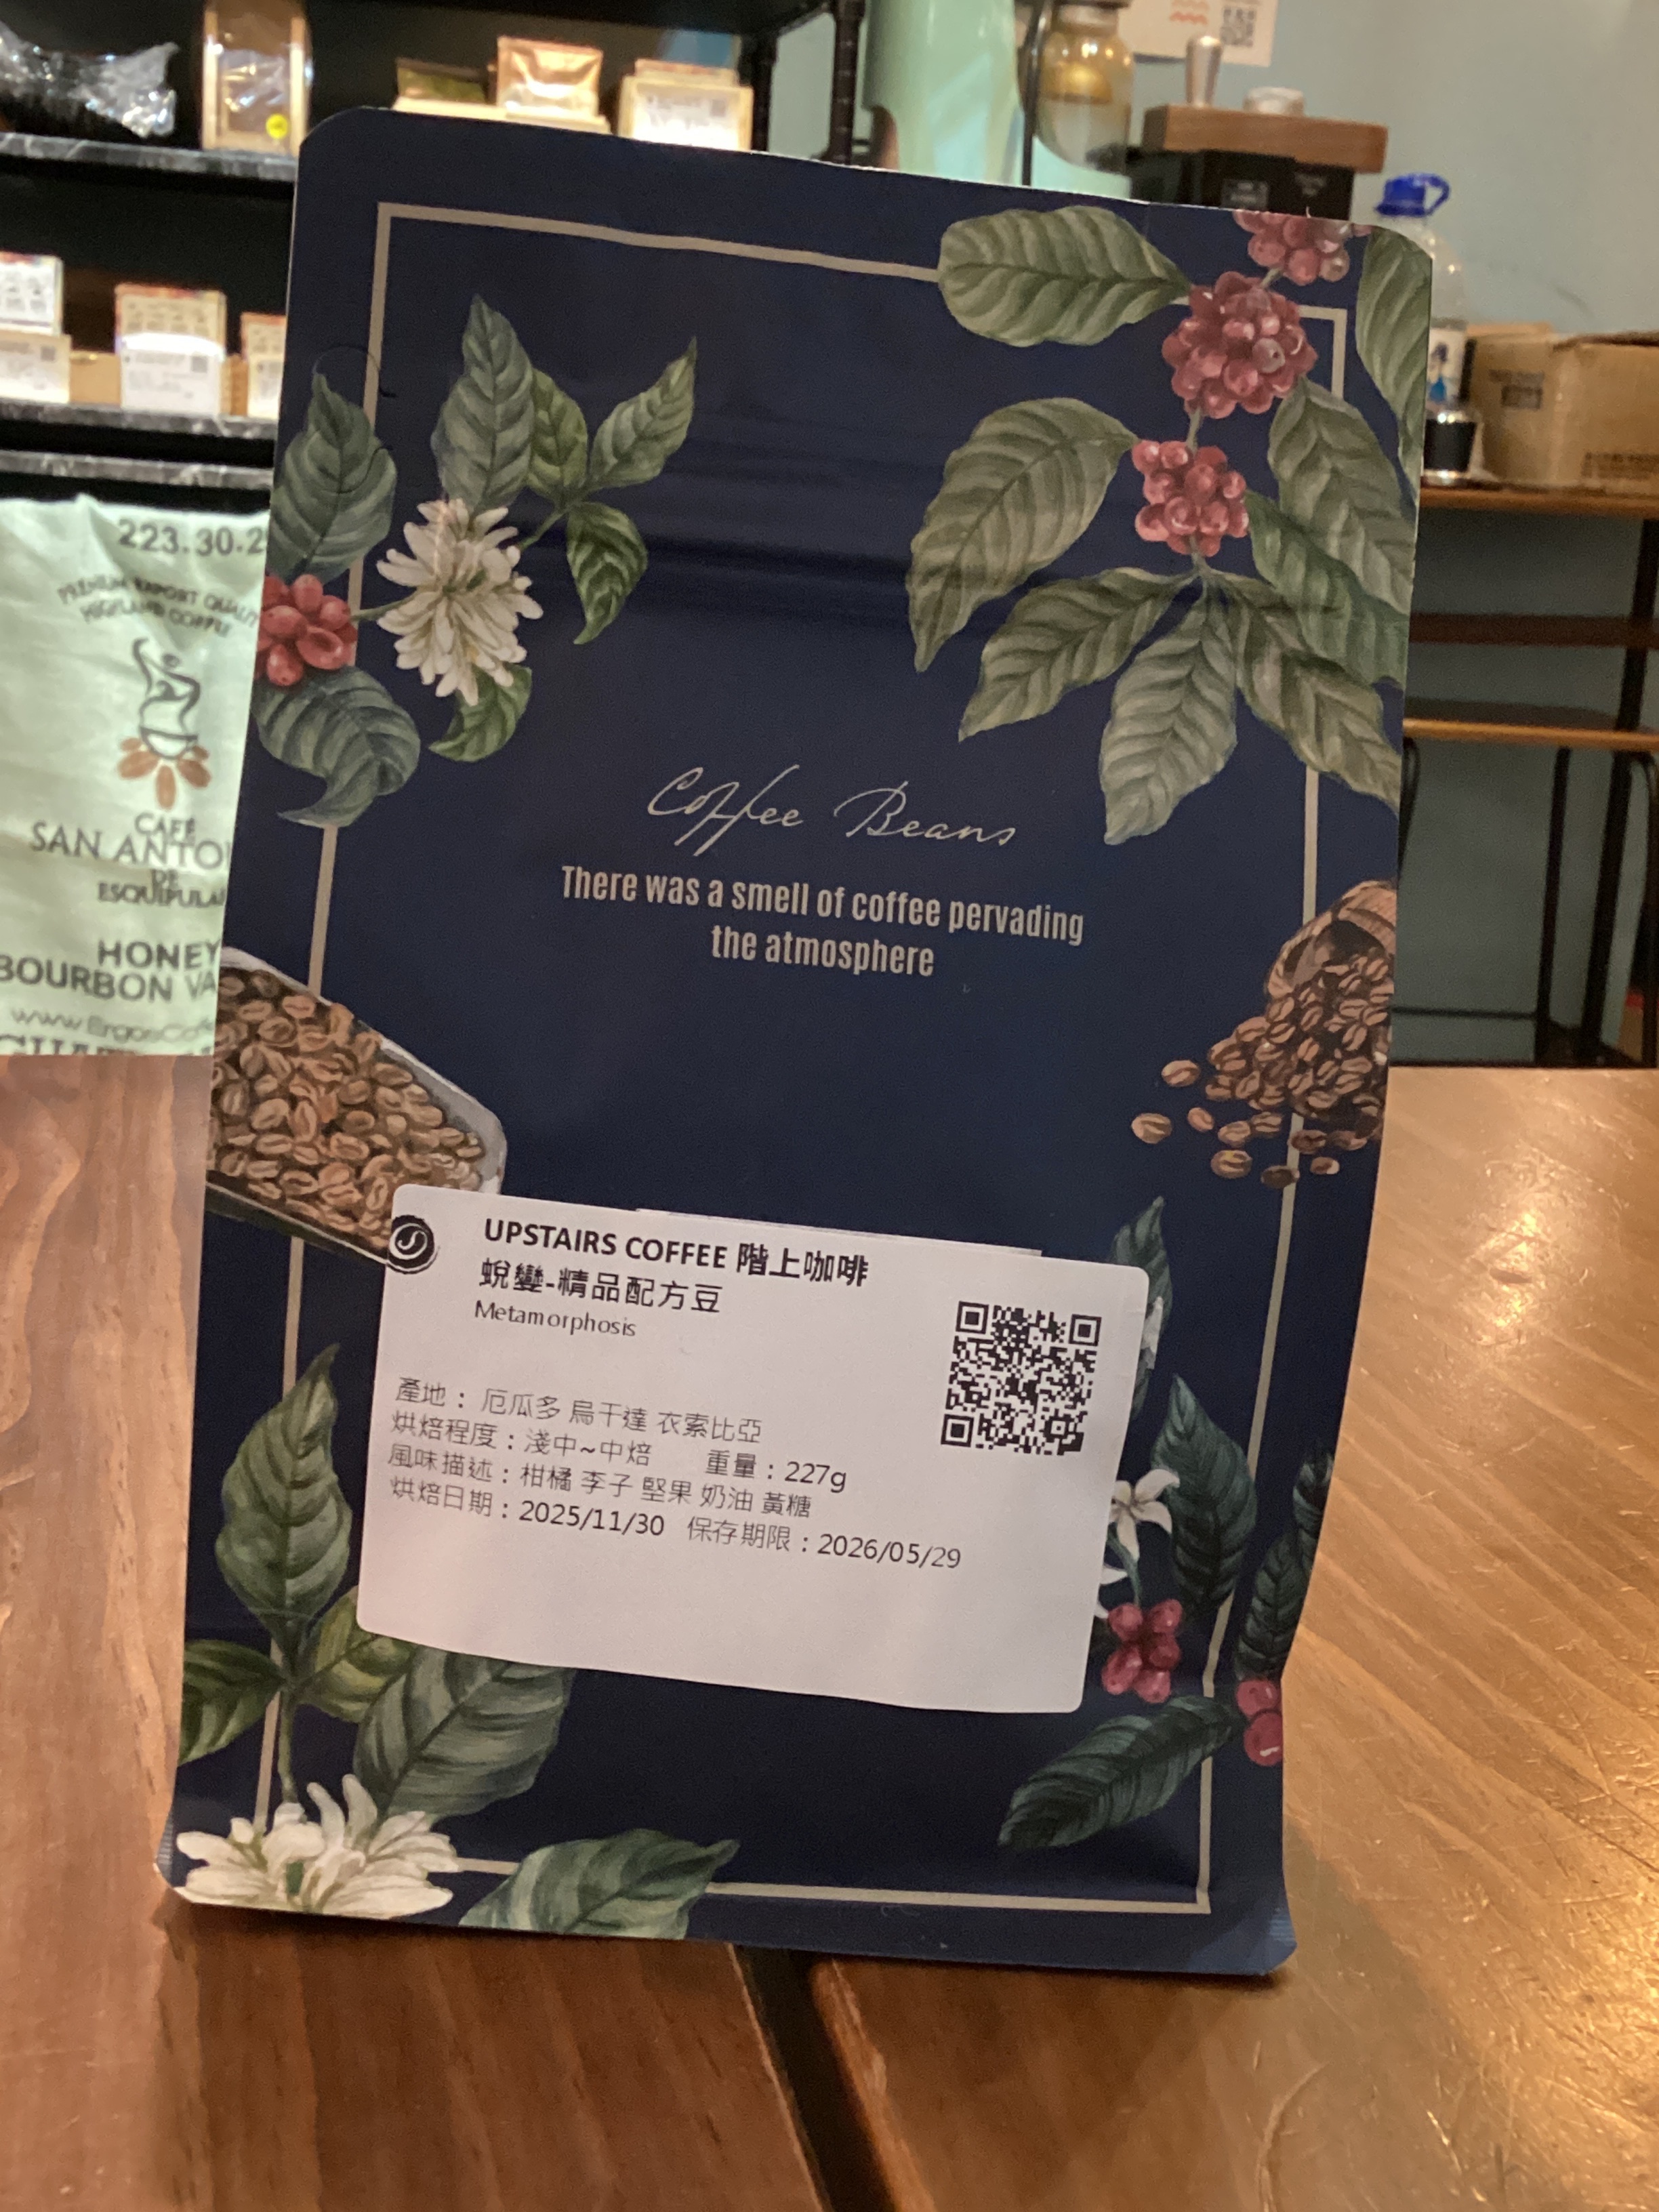 223.30.2
PREMIUM EXPORT QUALITY
HIGHLAND COFFEE
CAFÉ
SAN ANTO
DE
ESQUIPULA
HONEY
BOURBON VA
Coffee Beans
There was a smell of coffee pervading
the atmosphere
UPSTAIRS COFFEE 階上咖啡
蛻變-精品配方豆
Metamorphosis
產地： 厄瓜多 烏干達 衣索比亞
烘焙程度：淺中~中焙 重量：227g
風味描述：柑橘 李子 堅果 奶油 黃糖
烘焙日期：2025/11/30 保存期限：2026/05/29